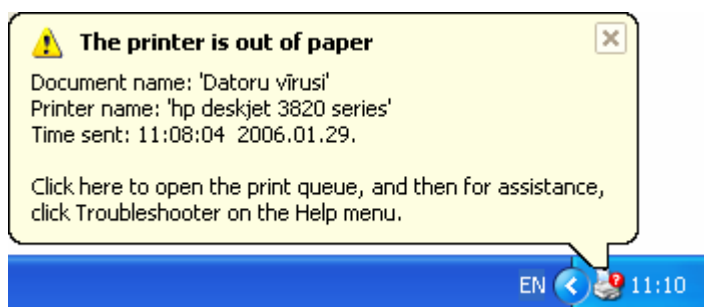 The printer is out of paper
Document name: 'Datoru vīrusi'
Printer name: 'hp deskjet 3820 series'
Time sent: 11:08:04  2006.01.29.
Click here to open the print queue, and then for assistance,
click Troubleshooter on the Help menu.
EN 11:10